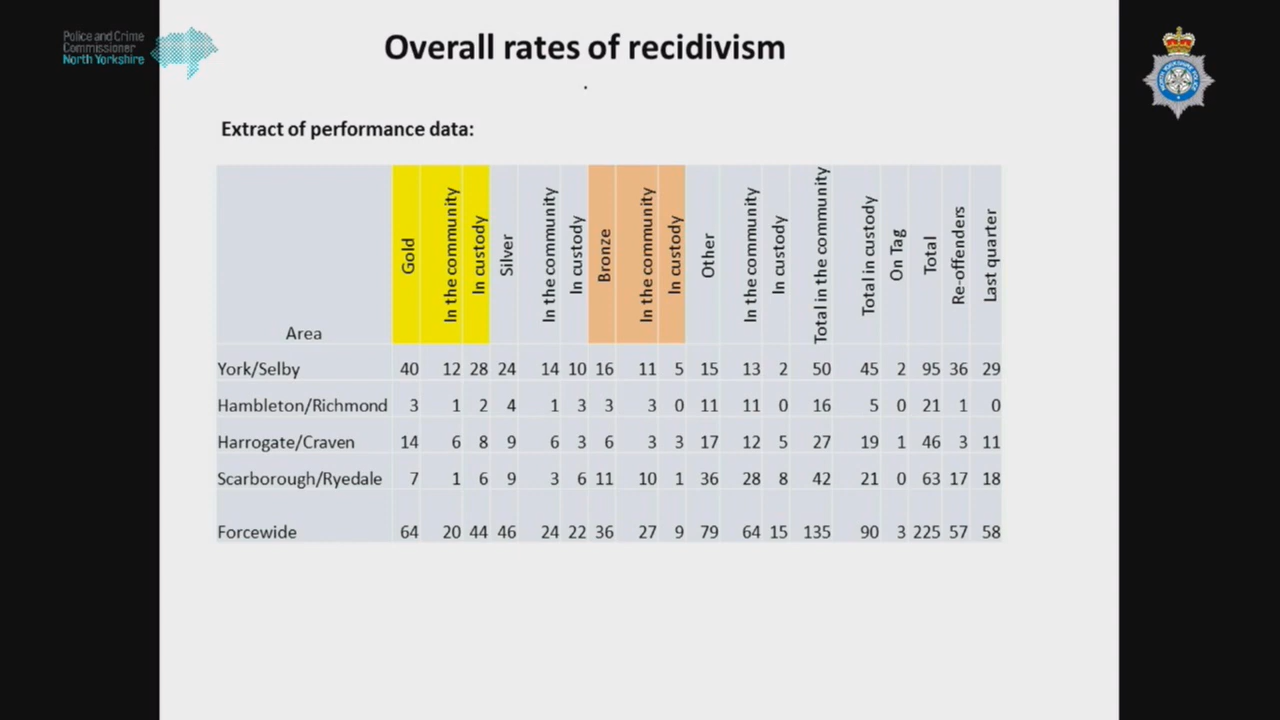 Police and Crime
Commissioner
North Yorkshire
Overall rates of recidivism
Extract of performance data:
Area Gold In the community In custody Silver In the community In custody Bronze In the community In custody Other In the community In custody Total in the community Total in custody On Tag Total Re-offenders Last quarter
York/Selby 40 12 28 24 14 10 16 11 5 15 13 2 50 45 2 95 36 29
Hambleton/Richmond 3 1 2 4 1 3 3 3 0 11 11 0 16 5 0 21 1 0
Harrogate/Craven 14 6 8 9 6 3 6 3 3 17 12 5 27 19 1 46 3 11
Scarborough/Ryedale 7 1 6 9 3 6 11 10 1 36 28 8 42 21 0 63 17 18
Forcewide 64 20 44 46 24 22 36 27 9 79 64 15 135 90 3 225 57 58